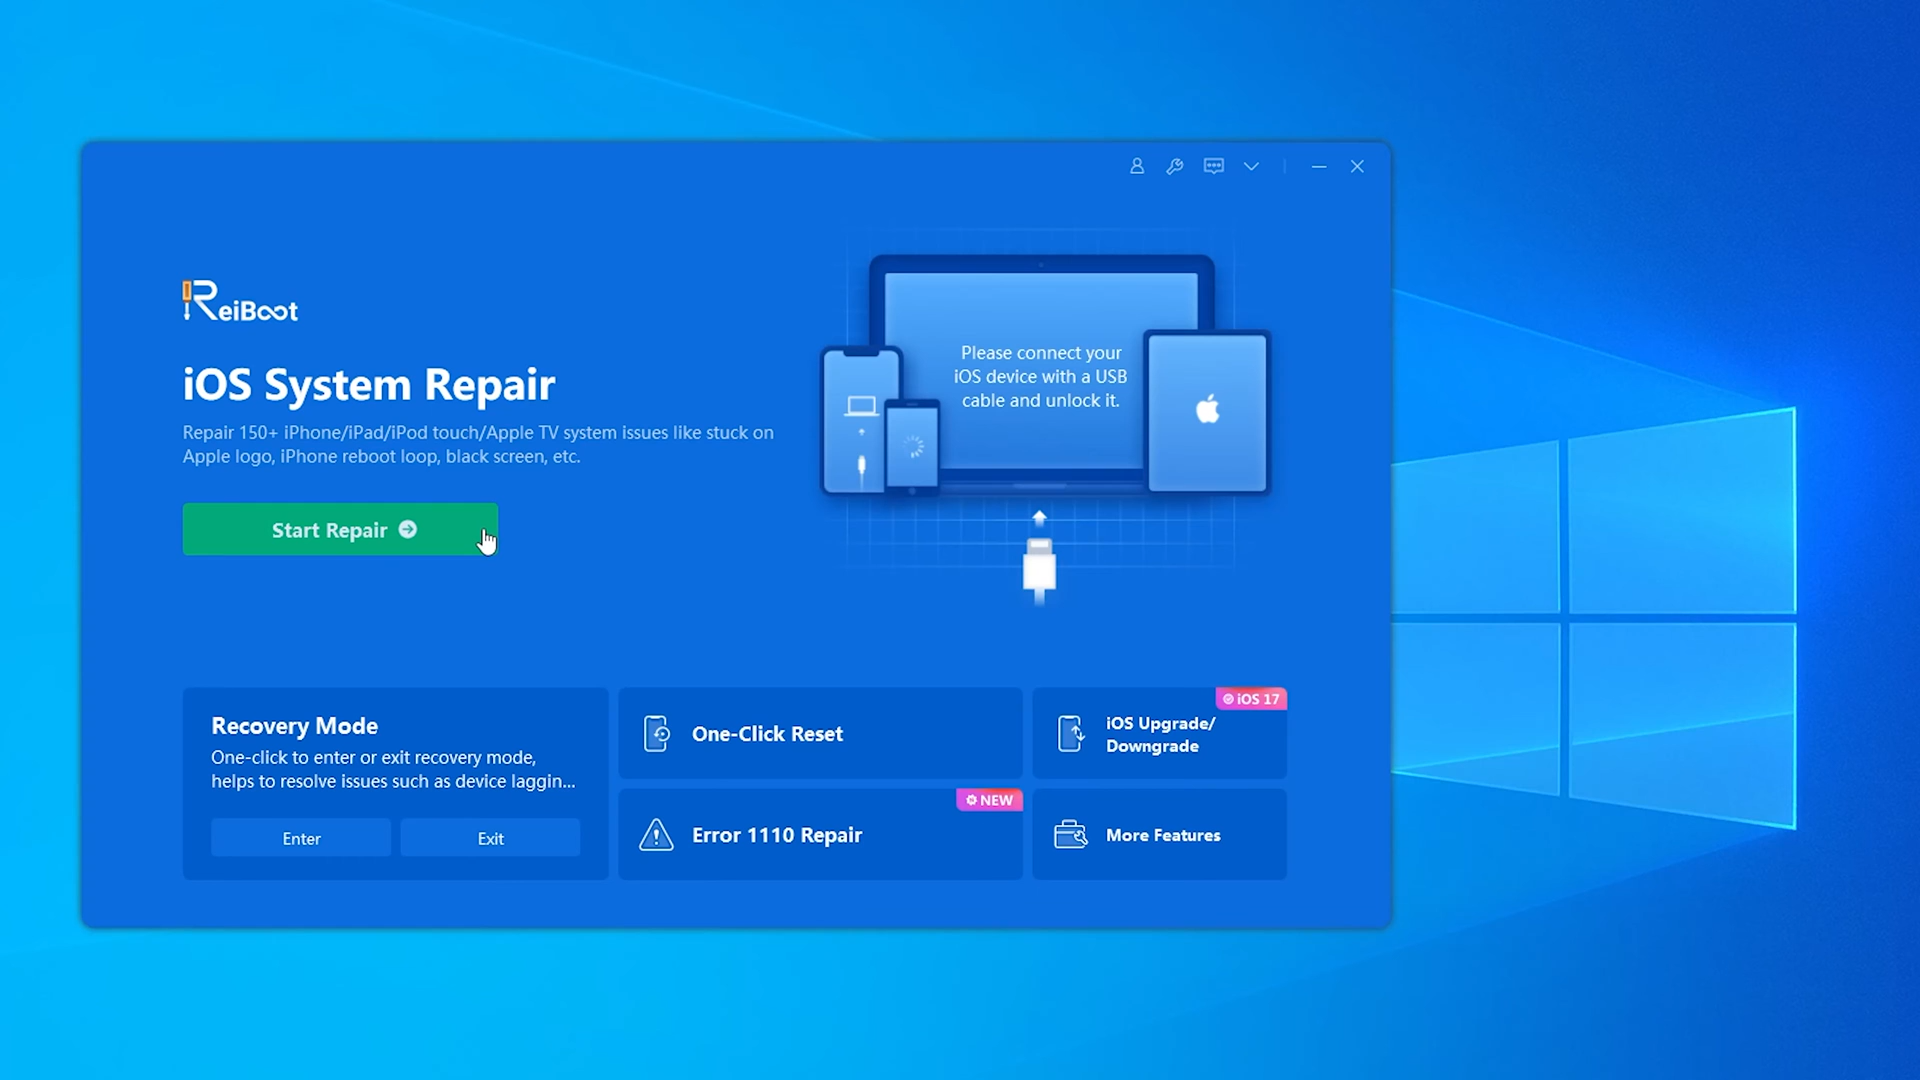 ReiBoot
iOS System Repair
Repair 150+ iPhone/iPad/iPod touch/Apple TV system issues like stuck on
Apple logo, iPhone reboot loop, black screen, etc.
Start Repair
Please connect your
iOS device with a USB
cable and unlock it.
Recovery Mode
One-click to enter or exit recovery mode,
helps to resolve issues such as device laggin...
Enter
Exit
One-Click Reset
iOS 17
iOS Upgrade/
Downgrade
NEW
Error 1110 Repair
More Features